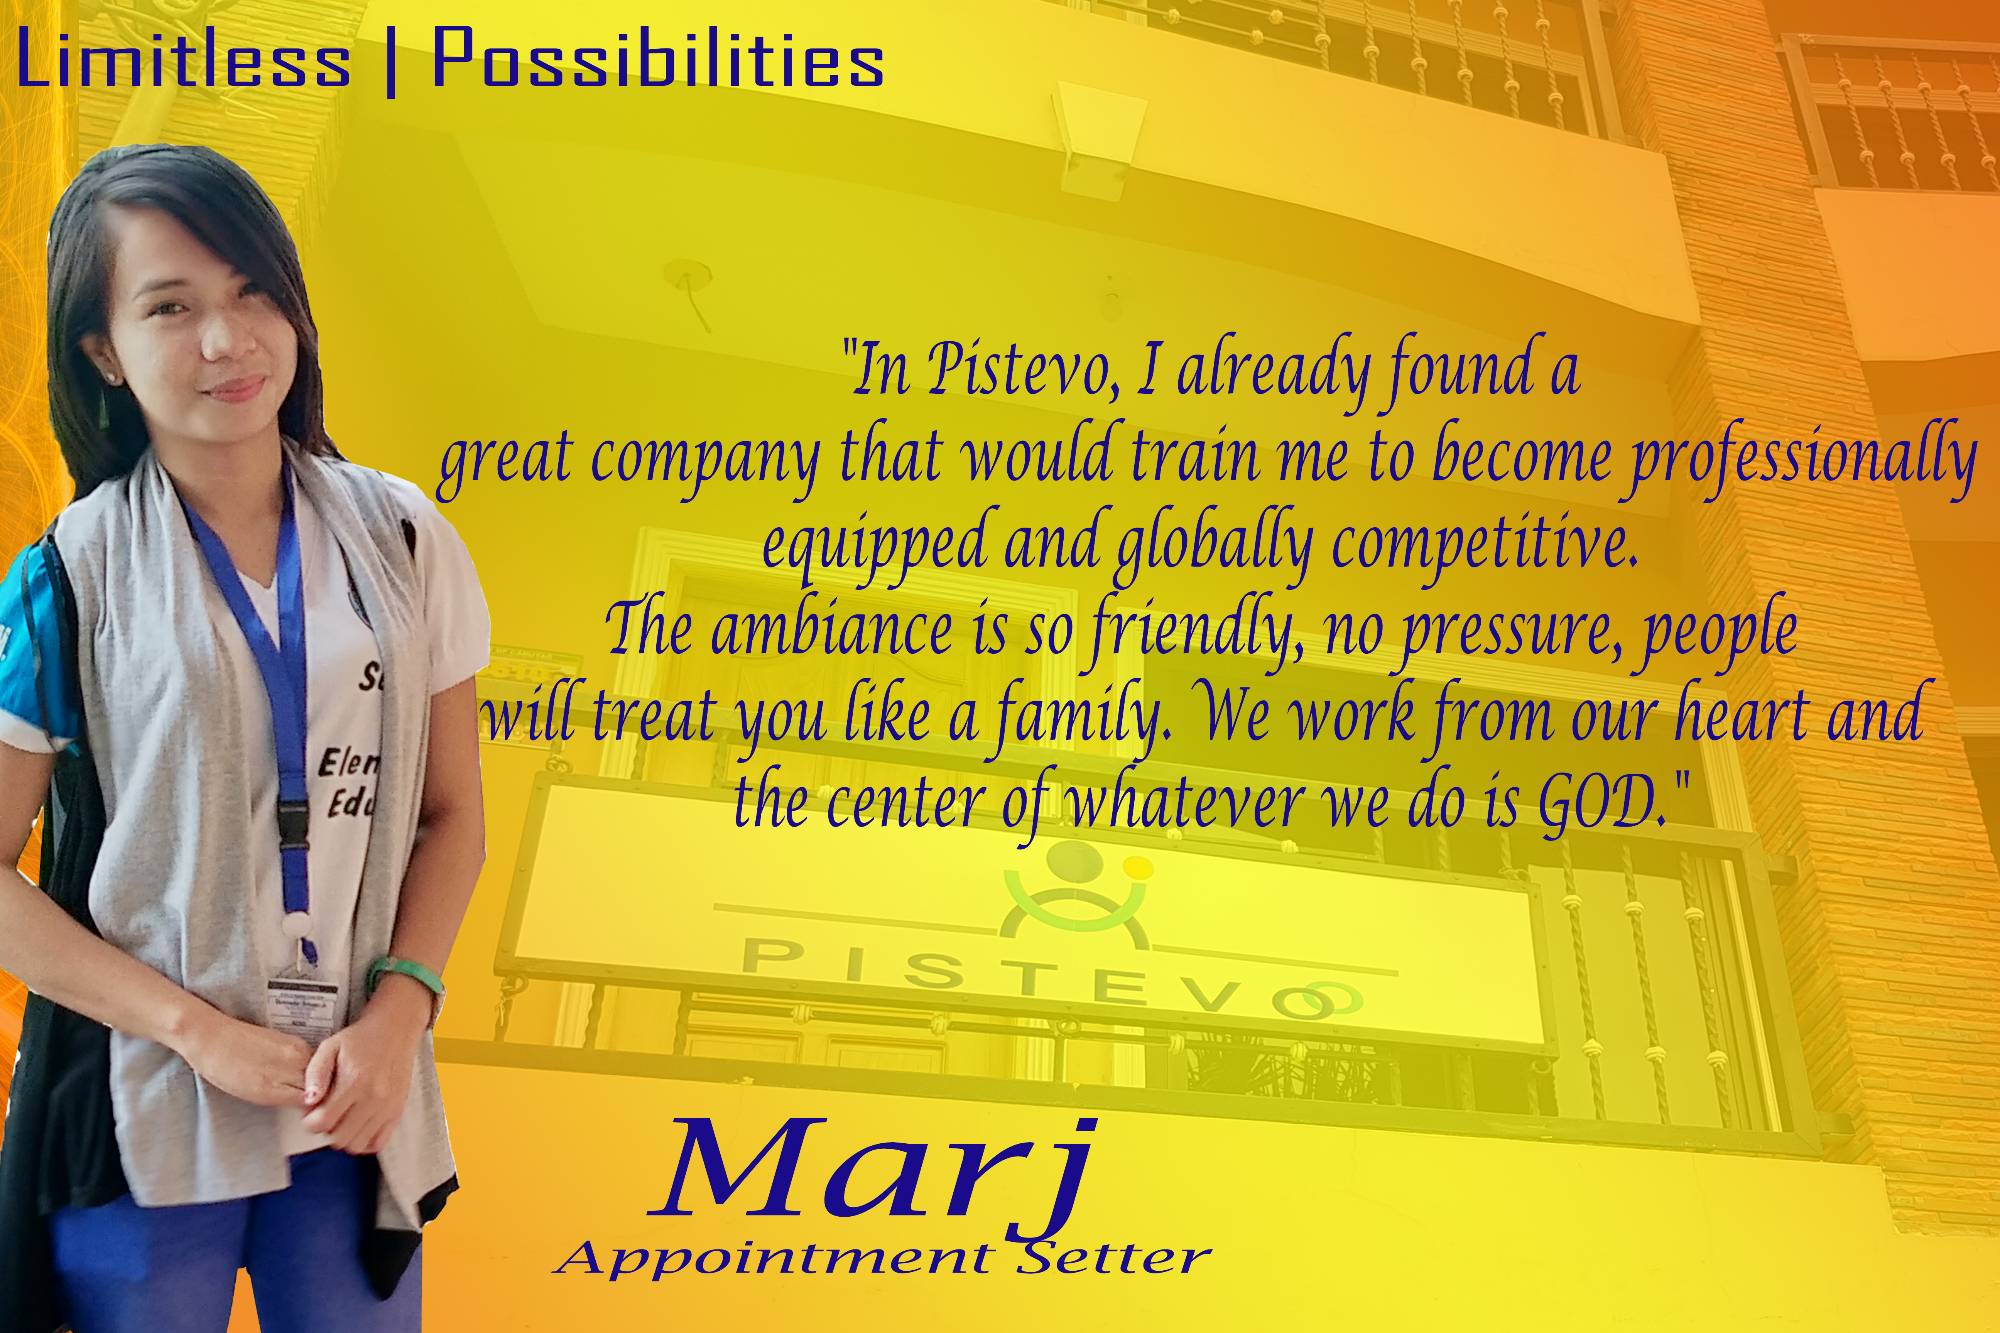 Limitless | Possibilities
"In Pistevo, I already found a
great company that would train me to become professionally
equipped and globally competitive.
The ambiance is so friendly, no pressure, people
will treat you like a family. We work from our heart and
the center of whatever we do is GOD."
Elem
Edu
PISTEVO
Marj
Appointment Setter